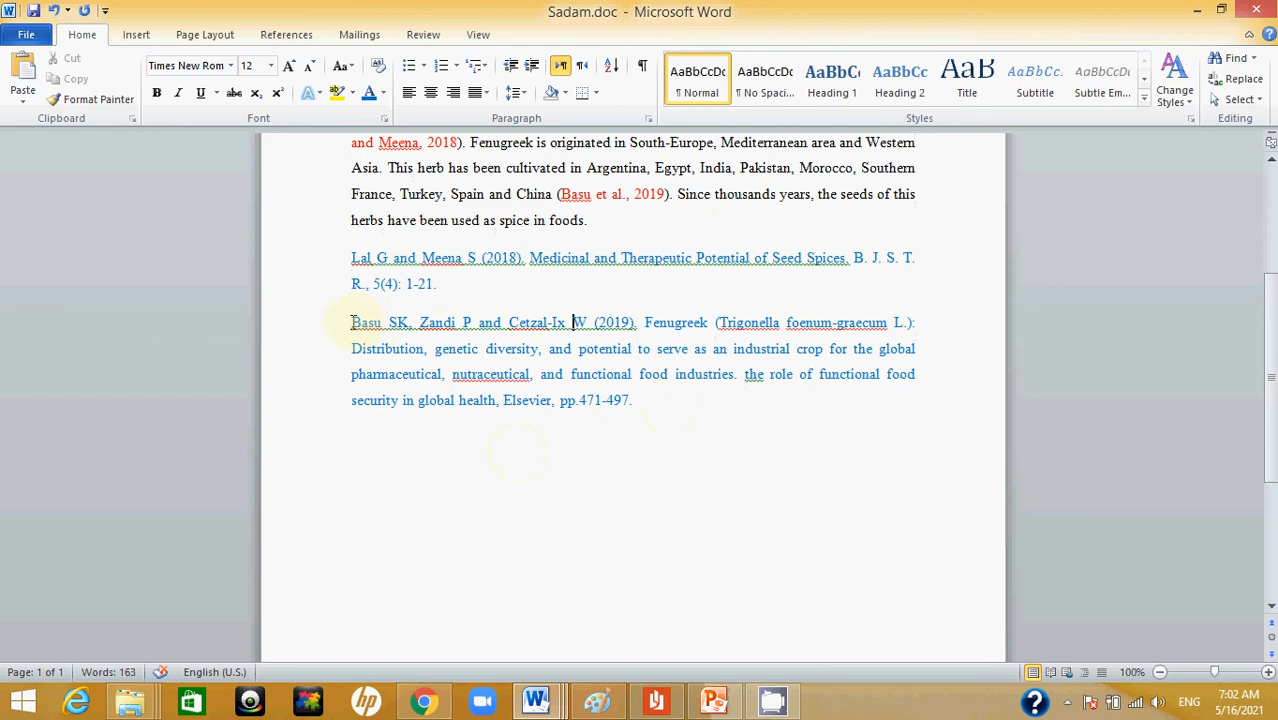 Sadam.doc - Microsoft Word
File Home Insert Page Layout References Mailings Review View
Cut
Copy
Format Painter
Paste
Clipboard
Times New Rom 12
Font
Paragraph
AaBbCcDc AaBbCcDc AaBbC AaBbCc AaB AaBbCc. AaBbCcDc
¶ Normal ¶ No Spaci... Heading 1 Heading 2 Title Subtitle Subtle Em...
Styles
Change
Styles
Find
Replace
Select
Editing
and Meena, 2018). Fenugreek is originated in South-Europe, Mediterranean area and Western
Asia. This herb has been cultivated in Argentina, Egypt, India, Pakistan, Morocco, Southern
France, Turkey, Spain and China (Basu et al., 2019). Since thousands years, the seeds of this
herbs have been used as spice in foods.
Lal G and Meena S (2018). Medicinal and Therapeutic Potential of Seed Spices. B. J. S. T.
R., 5(4): 1-21.
Basu SK, Zandi P and Cetzal-Ix W (2019). Fenugreek (Trigonella foenum-graecum L.):
Distribution, genetic diversity, and potential to serve as an industrial crop for the global
pharmaceutical, nutraceutical, and functional food industries. the role of functional food
security in global health, Elsevier, pp.471-497.
Page: 1 of 1 Words: 163 English (U.S.) 100%
ENG
7:02 AM
5/16/2021